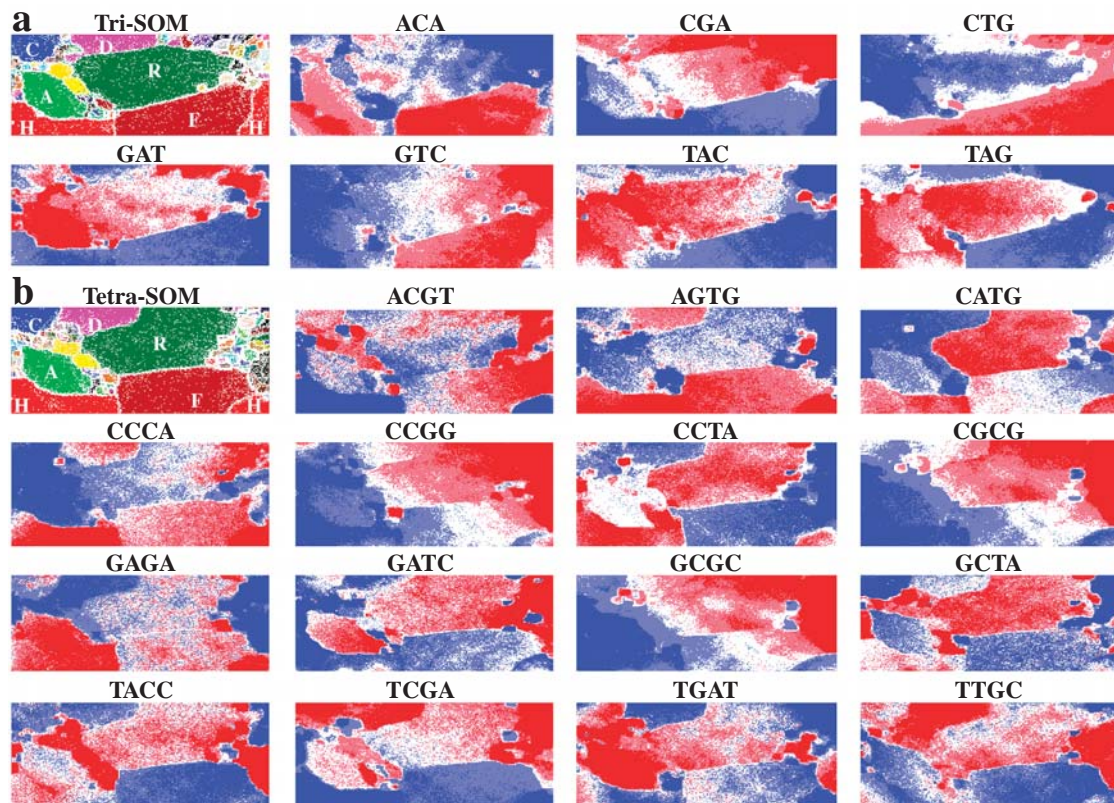 a
Tri-SOM ACA CGA CTG
C D R A H F H
GAT GTC TAC TAG
b
Tetra-SOM ACGT AGTG CATG
C D R A H F H
CCCA CCGG CCTA CGCG
GAGA GATC GCGC GCTA
TACC TCGA TGAT TTGC